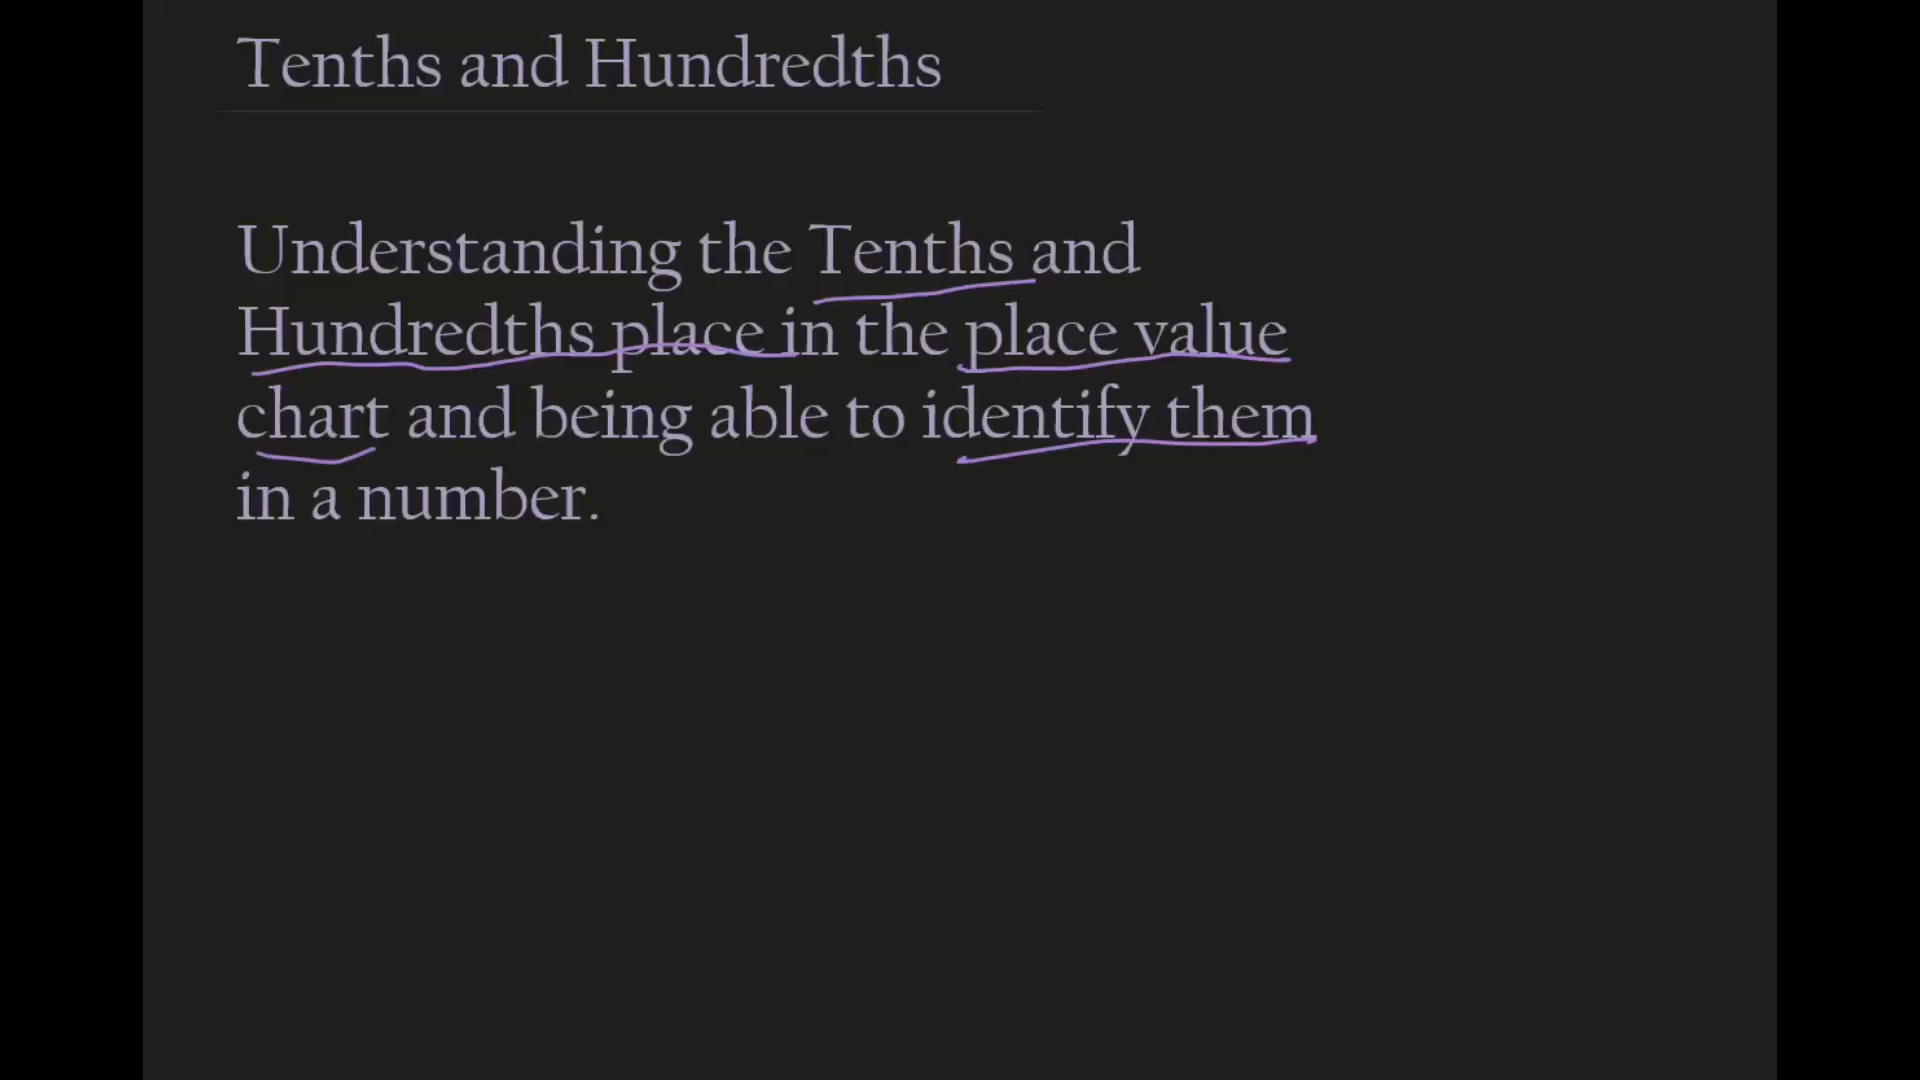 Tenths and Hundredths
Understanding the Tenths and
Hundredths place in the place value
chart and being able to identify them
in a number.